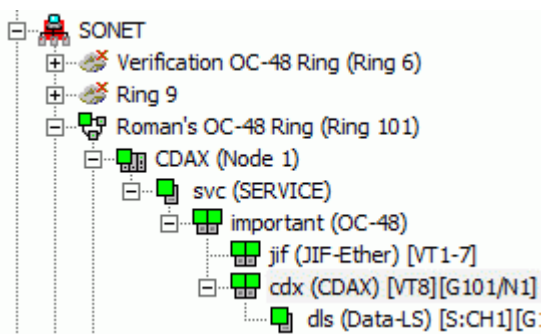 SONET
Verification OC-48 Ring (Ring 6)
Ring 9
Roman's OC-48 Ring (Ring 101)
CDAX (Node 1)
svc (SERVICE)
important (OC-48)
jif (JIF-Ether) [VT1-7]
cdx (CDAX) [VT8][G101/N1]
dls (Data-LS) [S:CH1][G1